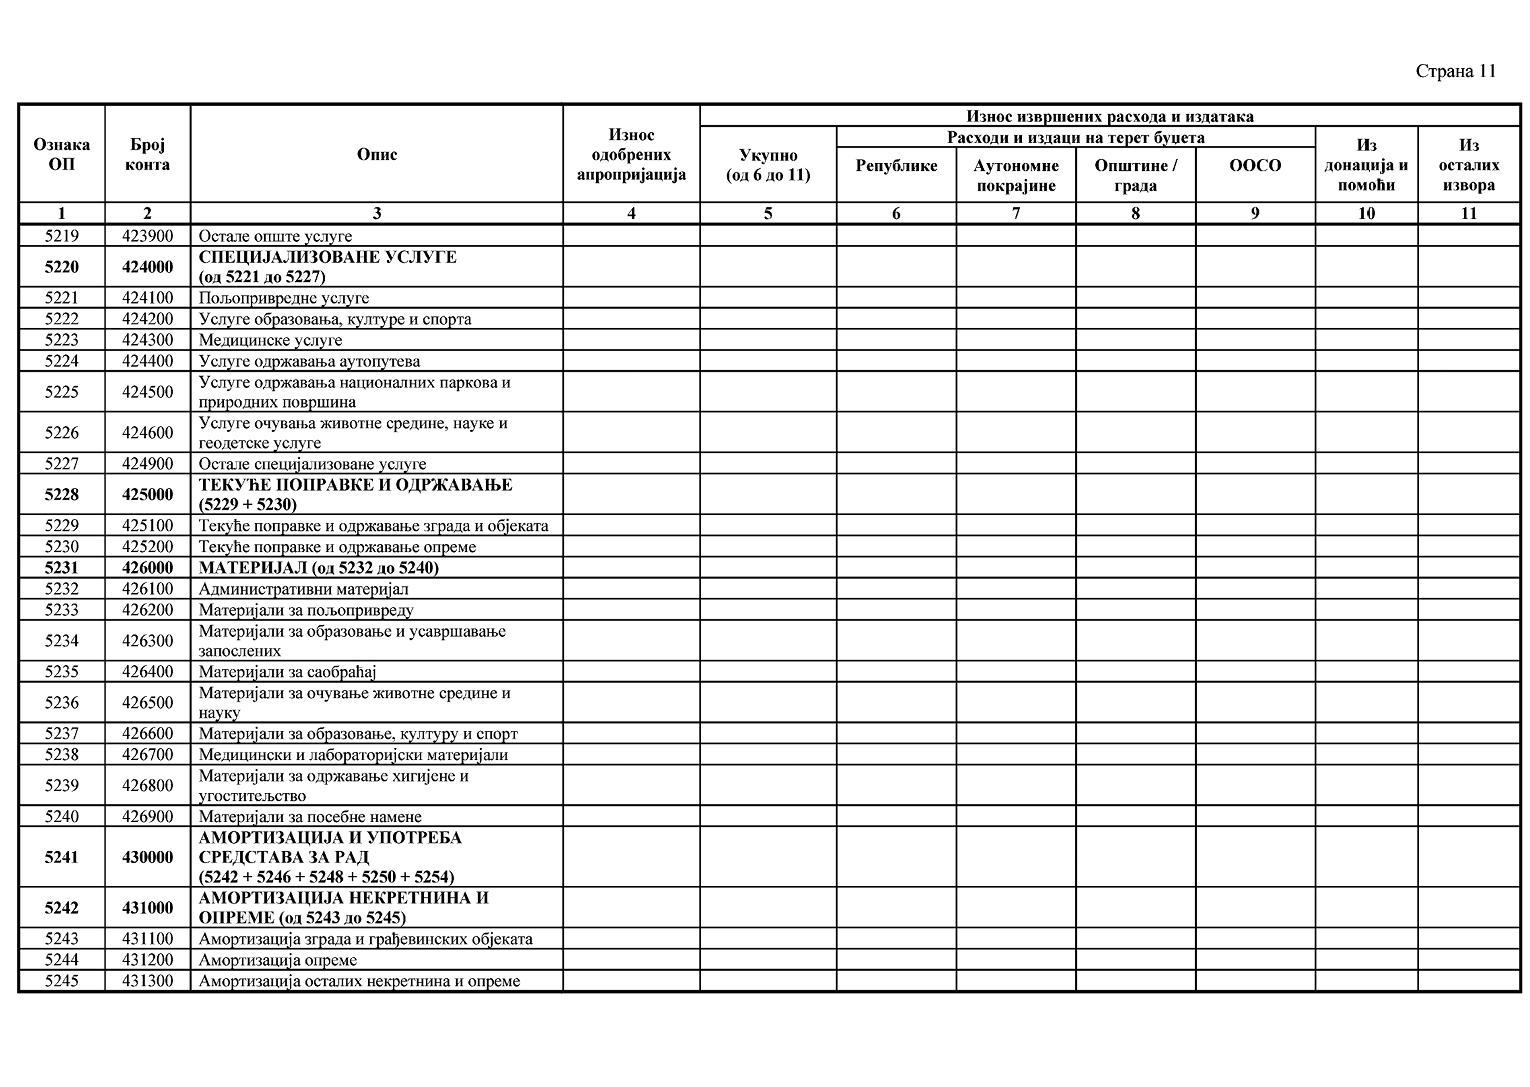 Страна 11
Износ извршених расхода и издатака
Ознака ОП
Број конта
Опис
Износ одобрених апропријација
Укупно (од 6 до 11)
Расходи и издаци на терет буџета
Из донација и помоћи
Из осталих извора
Републике
Аутономне покрајине
Општине / града
ООСО
1 2 3 4 5 6 7 8 9 10 11
5219 423900 Остале опште услуге
5220 424000 СПЕЦИЈАЛИЗОВАНЕ УСЛУГЕ
(од 5221 до 5227)
5221 424100 Пољопривредне услуге
5222 424200 Услуге образовања, културе и спорта
5223 424300 Медицинске услуге
5224 424400 Услуге одржавања аутопутева
5225 424500 Услуге одржавања националних паркова и
природних површина
5226 424600 Услуге очувања животне средине, науке и
геодетске услуге
5227 424900 Остале специјализоване услуге
5228 425000 ТЕКУЋЕ ПОПРАВКЕ И ОДРЖАВАЊЕ
(5229 + 5230)
5229 425100 Текуће поправке и одржавање зграда и објеката
5230 425200 Текуће поправке и одржавање опреме
5231 426000 МАТЕРИЈАЛ (од 5232 до 5240)
5232 426100 Административни материјал
5233 426200 Материјали за пољопривреду
5234 426300 Материјали за образовање и усавршавање
запослених
5235 426400 Материјали за саобраћај
5236 426500 Материјали за очување животне средине и
науку
5237 426600 Материјали за образовање, културу и спорт
5238 426700 Медицински и лабораторијски материјали
5239 426800 Материјали за одржавање хигијене и
угоститељство
5240 426900 Материјали за посебне намене
5241 430000 АМОРТИЗАЦИЈА И УПОТРЕБА
СРЕДСТАВА ЗА РАД
(5242 + 5246 + 5248 + 5250 + 5254)
5242 431000 АМОРТИЗАЦИЈА НЕКРЕТНИНА И
ОПРЕМЕ (од 5243 до 5245)
5243 431100 Амортизација зграда и грађевинских објеката
5244 431200 Амортизација опреме
5245 431300 Амортизација осталих некретнина и опреме